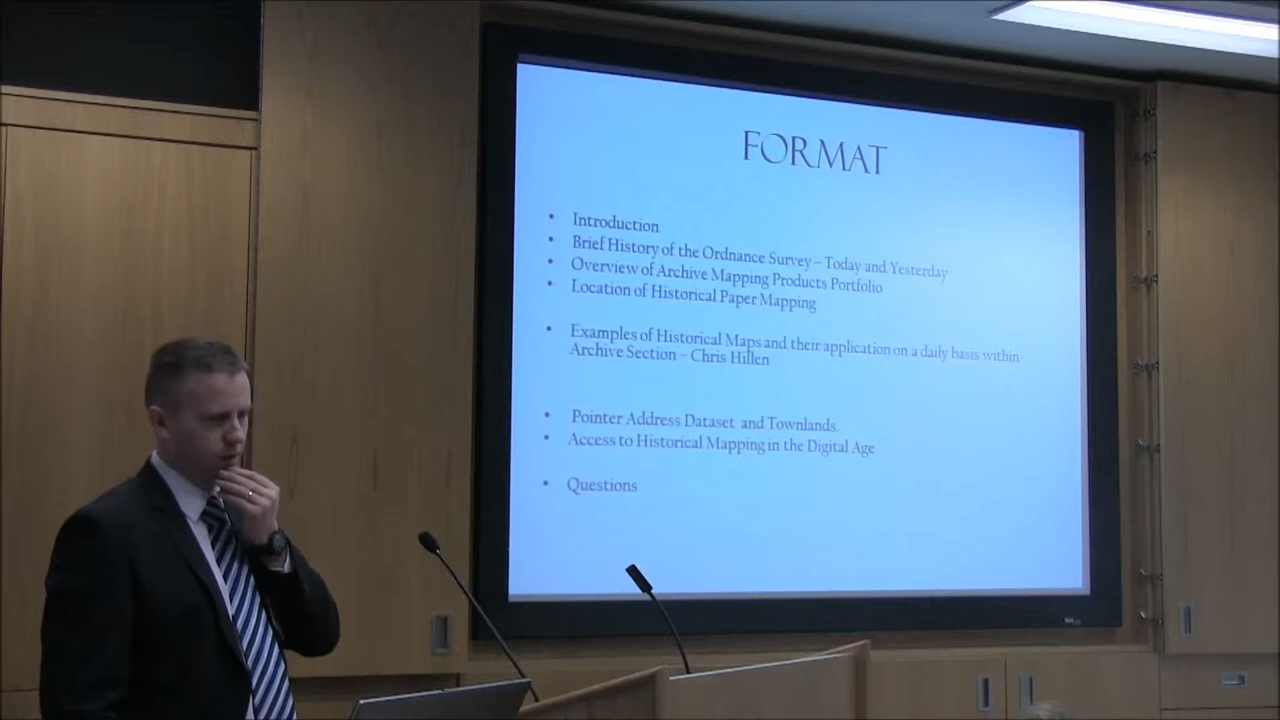 FORMAT
• Introduction
• Brief History of the Ordnance Survey – Today and Yesterday
• Overview of Archive Mapping Products Portfolio
• Location of Historical Paper Mapping
• Examples of Historical Maps and their application on a daily basis within
Archive Section – Chris Hillen
• Pointer Address Dataset and Townlands.
• Access to Historical Mapping in the Digital Age
• Questions